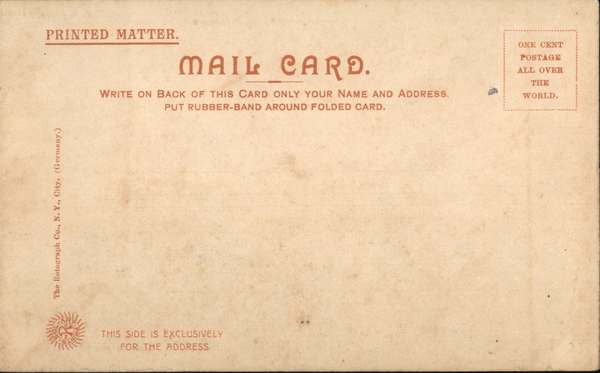 PRINTED MATTER.
MAIL CARD.
WRITE ON BACK OF THIS CARD ONLY YOUR NAME AND ADDRESS.
PUT RUBBER-BAND AROUND FOLDED CARD.
ONE CENT
POSTAGE
ALL OVER
THE
WORLD.
The Rotograph Co., N. Y., City, (Germany.)
THIS SIDE IS EXCLUSIVELY
FOR THE ADDRESS